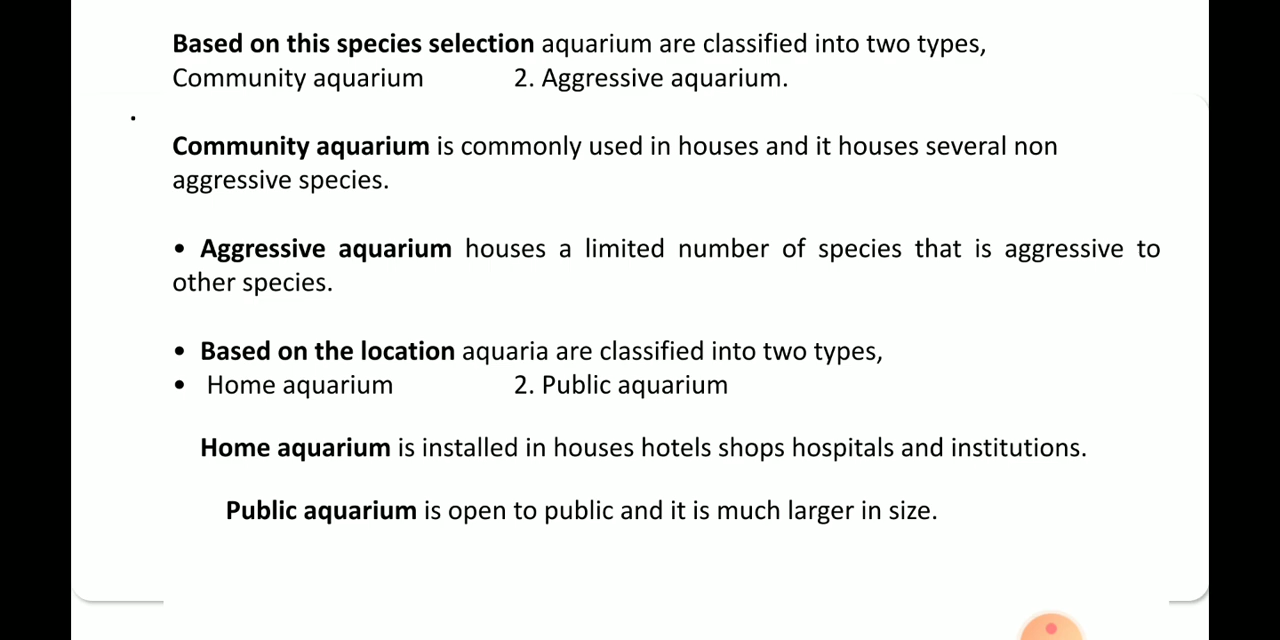 Based on this species selection aquarium are classified into two types,
Community aquarium 2. Aggressive aquarium.
Community aquarium is commonly used in houses and it houses several non
aggressive species.
• Aggressive aquarium houses a limited number of species that is aggressive to
other species.
• Based on the location aquaria are classified into two types,
• Home aquarium 2. Public aquarium
Home aquarium is installed in houses hotels shops hospitals and institutions.
Public aquarium is open to public and it is much larger in size.